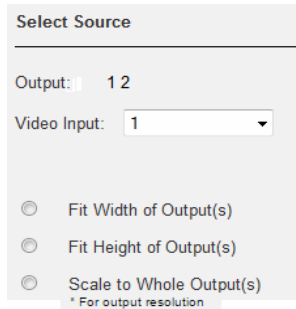 Select Source
Output: 1 2
Video Input: 1
Fit Width of Output(s)
Fit Height of Output(s)
Scale to Whole Output(s)
* For output resolution